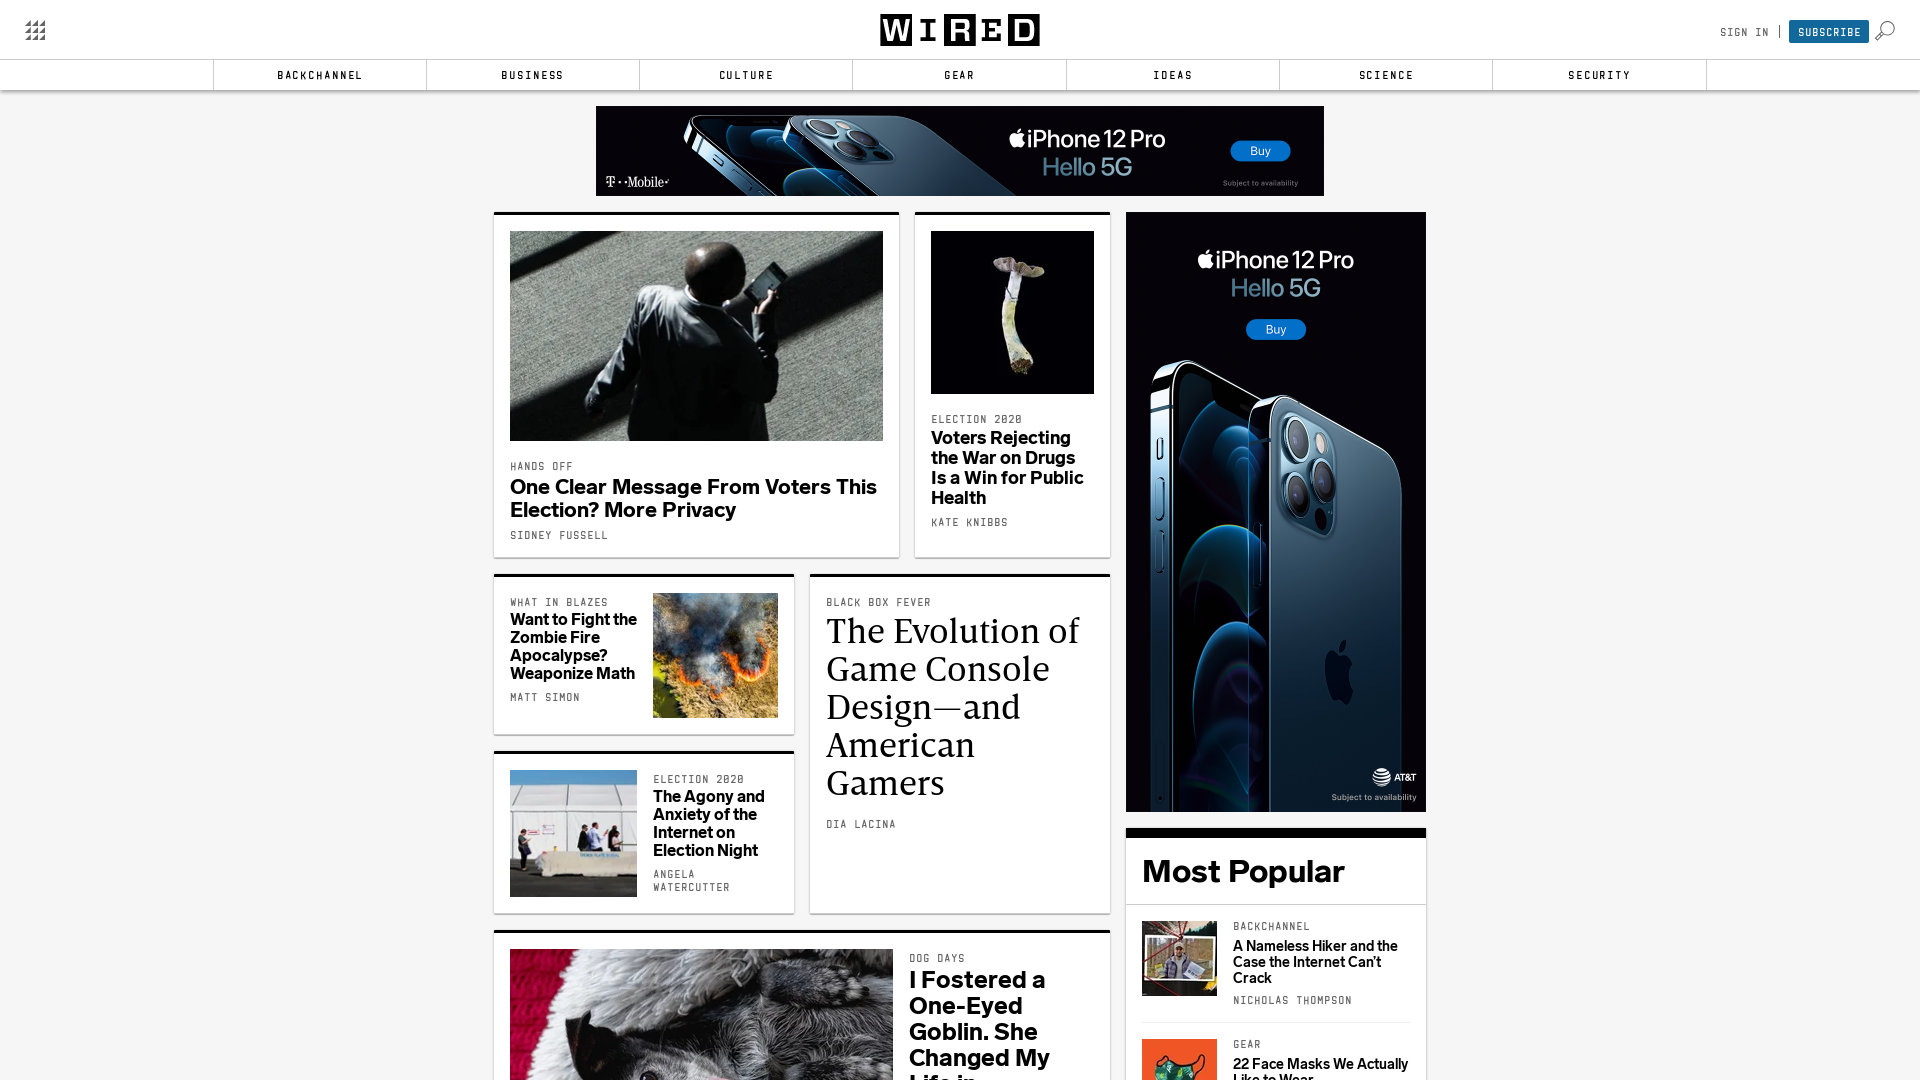 WIRED
SIGN IN
SUBSCRIBE
BACKCHANNEL
BUSINESS
CULTURE
GEAR
IDEAS
SCIENCE
SECURITY
iPhone 12 Pro
Hello 5G
Buy
T-Mobile
Subject to availability
HANDS OFF
One Clear Message From Voters This
Election? More Privacy
SIDNEY FUSSELL
ELECTION 2020
Voters Rejecting
the War on Drugs
Is a Win for Public
Health
KATE KNIBBS
iPhone 12 Pro
Hello 5G
Buy
AT&T
Subject to availability
WHAT IN BLAZES
Want to Fight the
Zombie Fire
Apocalypse?
Weaponize Math
MATT SIMON
BLACK BOX FEVER
The Evolution of
Game Console
Design—and
American
Gamers
DIA LACINA
ELECTION 2020
The Agony and
Anxiety of the
Internet on
Election Night
ANGELA
WATERCUTTER
Most Popular
BACKCHANNEL
A Nameless Hiker and the
Case the Internet Can’t
Crack
NICHOLAS THOMPSON
DOG DAYS
I Fostered a
One-Eyed
Goblin. She
Changed My
Life in
GEAR
22 Face Masks We Actually
Like to Wear